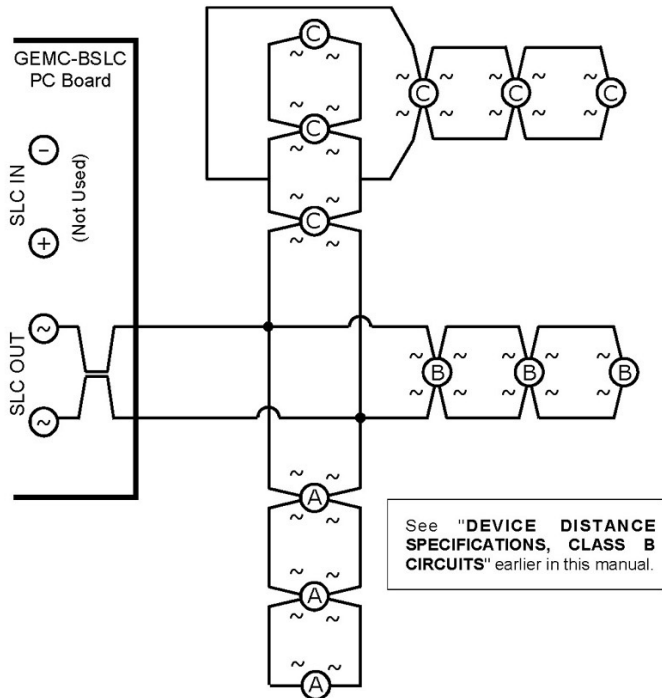 GEMC-BSLC
PC Board
SLC IN
-
+
(Not Used)
SLC OUT
~
~
C
~ ~
C
~ ~
~ ~
C
~ ~
~ ~
C
~ ~
~ ~
C
~ ~
~ ~
C
~ ~
~ ~
B
~ ~
~ ~
B
~ ~
~ ~
B
~ ~
A
~ ~
~ ~
A
~ ~
~ ~
A
~ ~
See "DEVICE DISTANCE
SPECIFICATIONS, CLASS B
CIRCUITS" earlier in this manual.